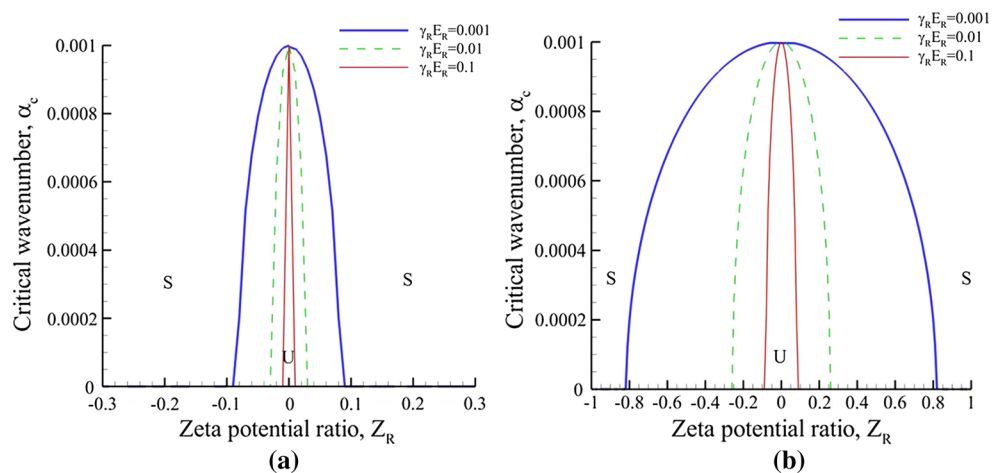 γRER=0.001
γRER=0.01
γRER=0.1
0.001
0.0008
0.0006
0.0004
0.0002
0
Critical wavenumber, αc
S
S
U
-0.3 -0.2 -0.1 0 0.1 0.2 0.3
Zeta potential ratio, ZR
(a)
γRER=0.001
γRER=0.01
γRER=0.1
0.001
0.0008
0.0006
0.0004
0.0002
0
Critical wavenumber, αc
S
S
U
-1 -0.8 -0.6 -0.4 -0.2 0 0.2 0.4 0.6 0.8 1
Zeta potential ratio, ZR
(b)